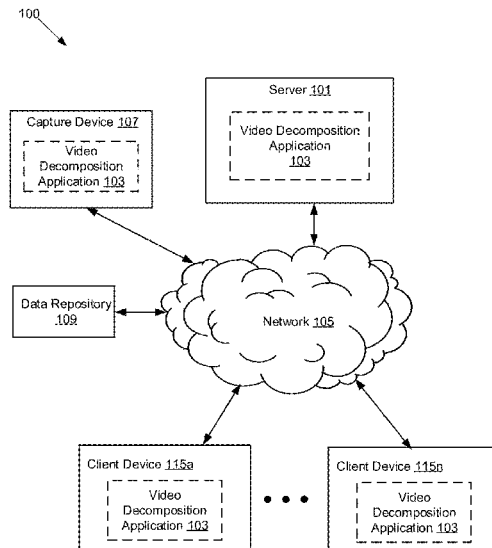 100
Server 101
Video Decomposition
Application
103
Capture Device 107
Video
Decomposition
Application 103
Data Repository
109
Network 105
Client Device 115a
Video
Decomposition
Application 103
Client Device 115n
Video
Decomposition
Application 103